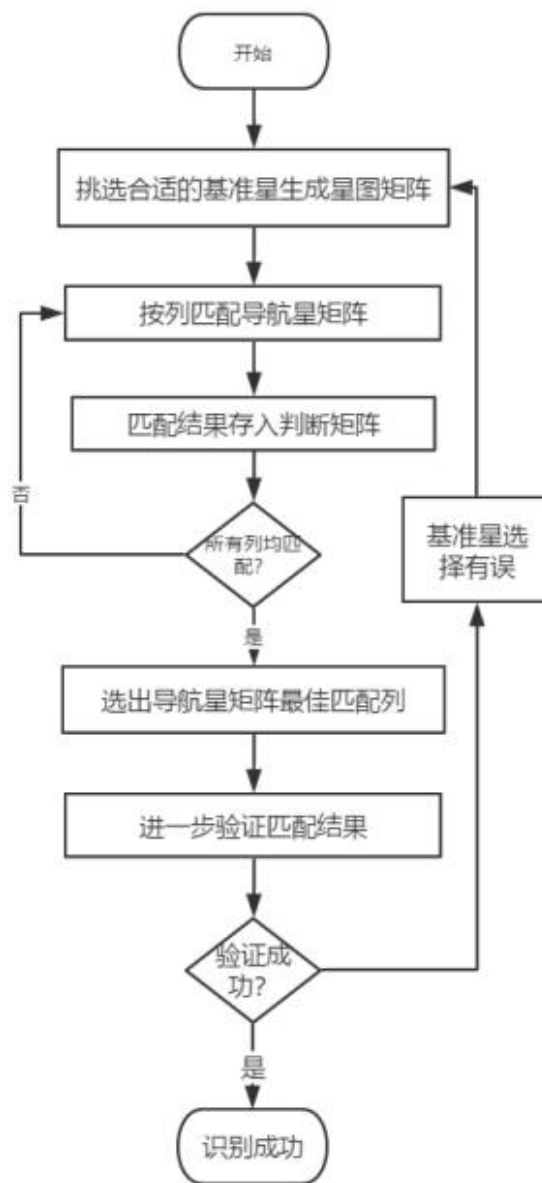 开始
挑选合适的基准星生成星图矩阵
按列匹配导航星矩阵
匹配结果存入判断矩阵
否
所有列均匹
配?
基准星选
择有误
是
选出导航星矩阵最佳匹配列
进一步验证匹配结果
验证成
功?
是
识别成功